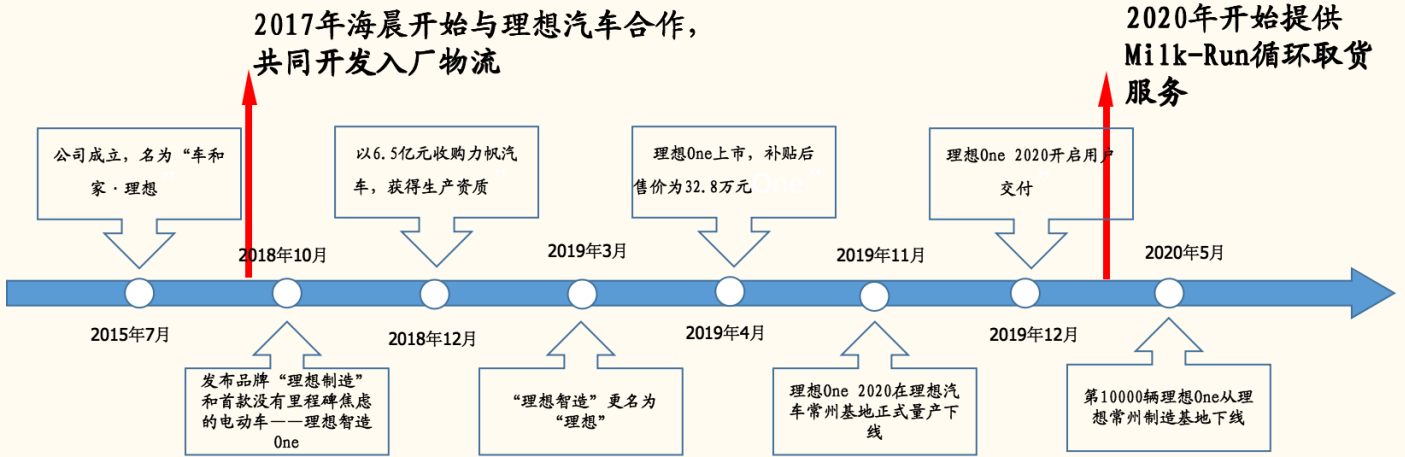 2017年海晨开始与理想汽车合作，
共同开发入厂物流
2020年开始提供
Milk-Run循环取货
服务
公司成立，名为“车和
家·理想”
以6.5亿元收购力帆汽
车，获得生产资质
理想One上市，补贴后
售价为32.8万元
理想One 2020开启用户
交付
2018年10月
2019年3月
2019年11月
2020年5月
2015年7月
2018年12月
2019年4月
2019年12月
发布品牌“理想制造”
和首款没有里程碑焦虑
的电动车——理想智造
One
“理想智造”更名为
“理想”
理想One 2020在理想汽
车常州基地正式量产下
线
第10000辆理想One从理
想常州制造基地下线